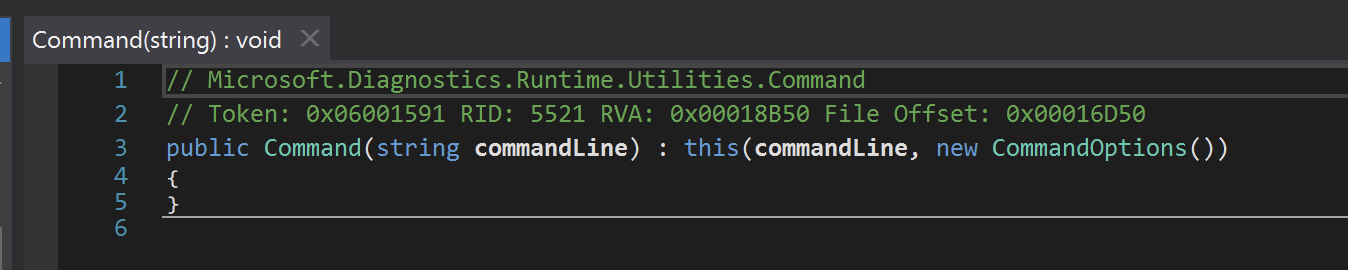 Command(string) : void
1 // Microsoft.Diagnostics.Runtime.Utilities.Command
2 // Token: 0x06001591 RID: 5521 RVA: 0x00018B50 File Offset: 0x00016D50
3 public Command(string commandLine) : this(commandLine, new CommandOptions())
4 {
5 }
6